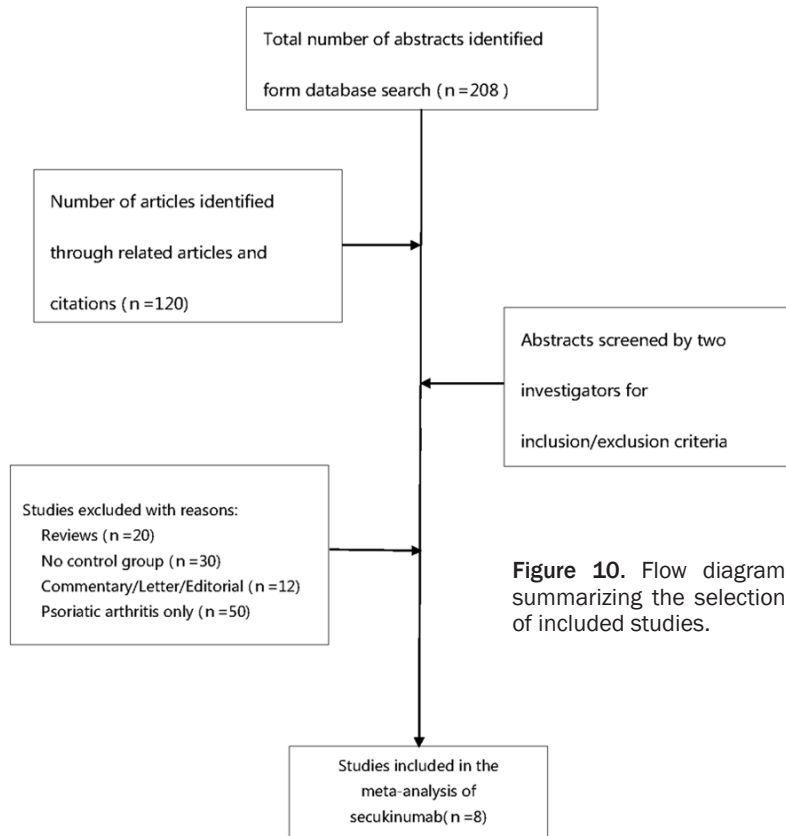 Total number of abstracts identified
form database search (n =208 )
Number of articles identified
through related articles and
citations (n =120)
Abstracts screened by two
investigators for
inclusion/exclusion criteria
Studies excluded with reasons:
Reviews (n =20)
No control group (n =30)
Commentary/Letter/Editorial (n =12)
Psoriatic arthritis only (n =50)
Figure 10. Flow diagram
summarizing the selection
of included studies.
Studies included in the
meta-analysis of
secukinumab(n =8)